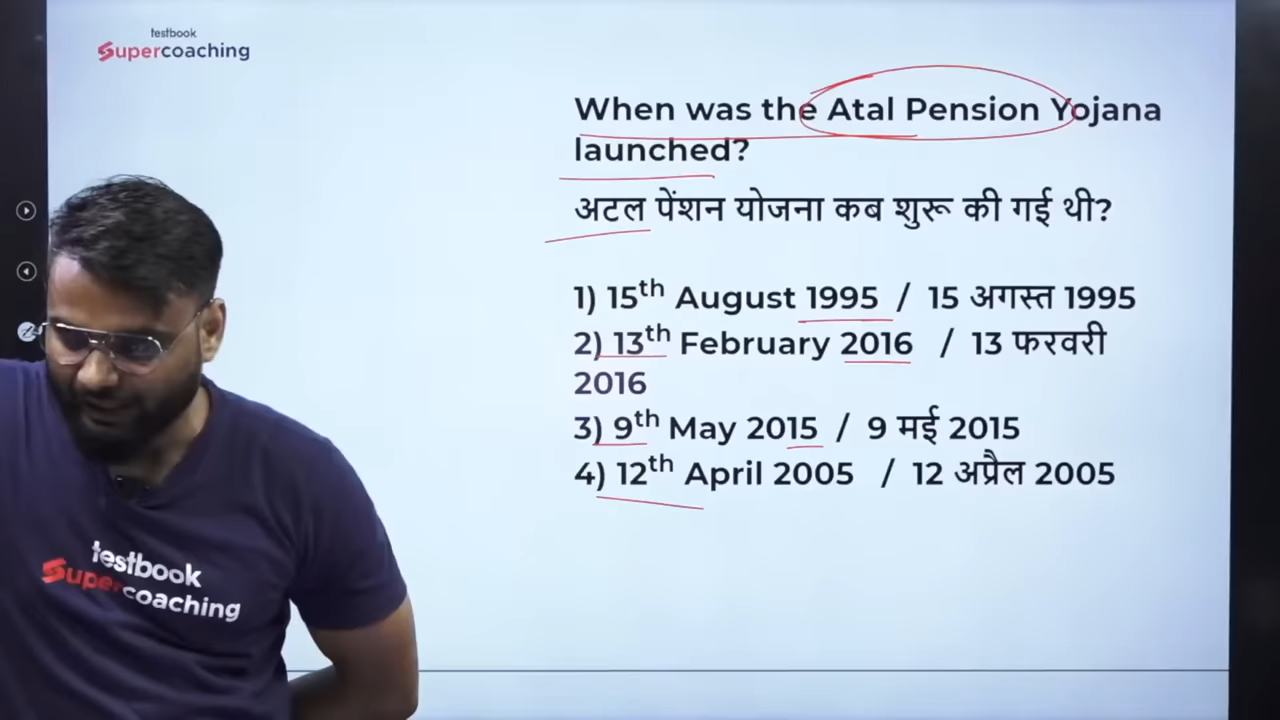 testbook
Supercoaching
When was the Atal Pension Yojana
launched?
अटल पेंशन योजना कब शुरू की गई थी?
1) 15th August 1995 / 15 अगस्त 1995
2) 13th February 2016 / 13 फरवरी
2016
3) 9th May 2015 / 9 मई 2015
4) 12th April 2005 / 12 अप्रैल 2005
testbook
Supercoaching